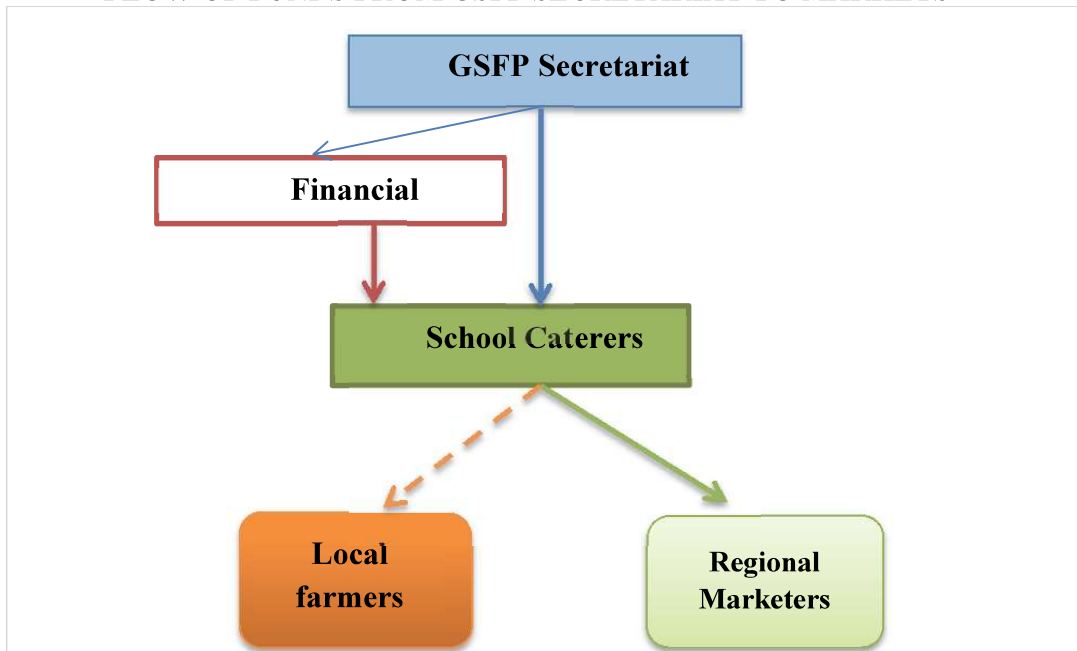 GSFP Secretariat
Financial
School Caterers
Local
farmers
Regional
Marketers